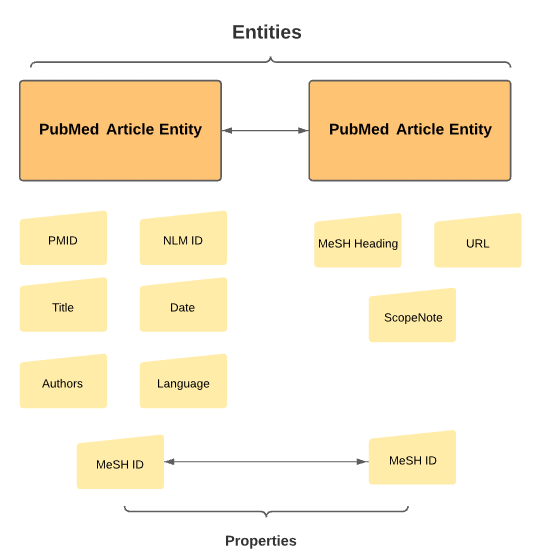 Entities
PubMed Article Entity
PubMed Article Entity
PMID
NLM ID
MeSH Heading
URL
Title
Date
ScopeNote
Authors
Language
MeSH ID
MeSH ID
Properties